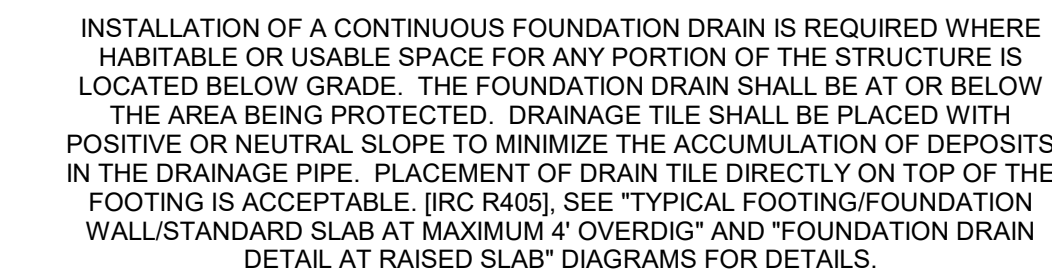 INSTALLATION OF A CONTINUOUS FOUNDATION DRAIN IS REQUIRED WHERE
HABITABLE OR USABLE SPACE FOR ANY PORTION OF THE STRUCTURE IS
LOCATED BELOW GRADE. THE FOUNDATION DRAIN SHALL BE AT OR BELOW
THE AREA BEING PROTECTED. DRAINAGE TILE SHALL BE PLACED WITH
POSITIVE OR NEUTRAL SLOPE TO MINIMIZE THE ACCUMULATION OF DEPOSITS
IN THE DRAINAGE PIPE. PLACEMENT OF DRAIN TILE DIRECTLY ON TOP OF THE
FOOTING IS ACCEPTABLE. [IRC R405], SEE "TYPICAL FOOTING/FOUNDATION
WALL/STANDARD SLAB AT MAXIMUM 4' OVERDIG" AND "FOUNDATION DRAIN
DETAIL AT RAISED SLAB" DIAGRAMS FOR DETAILS.